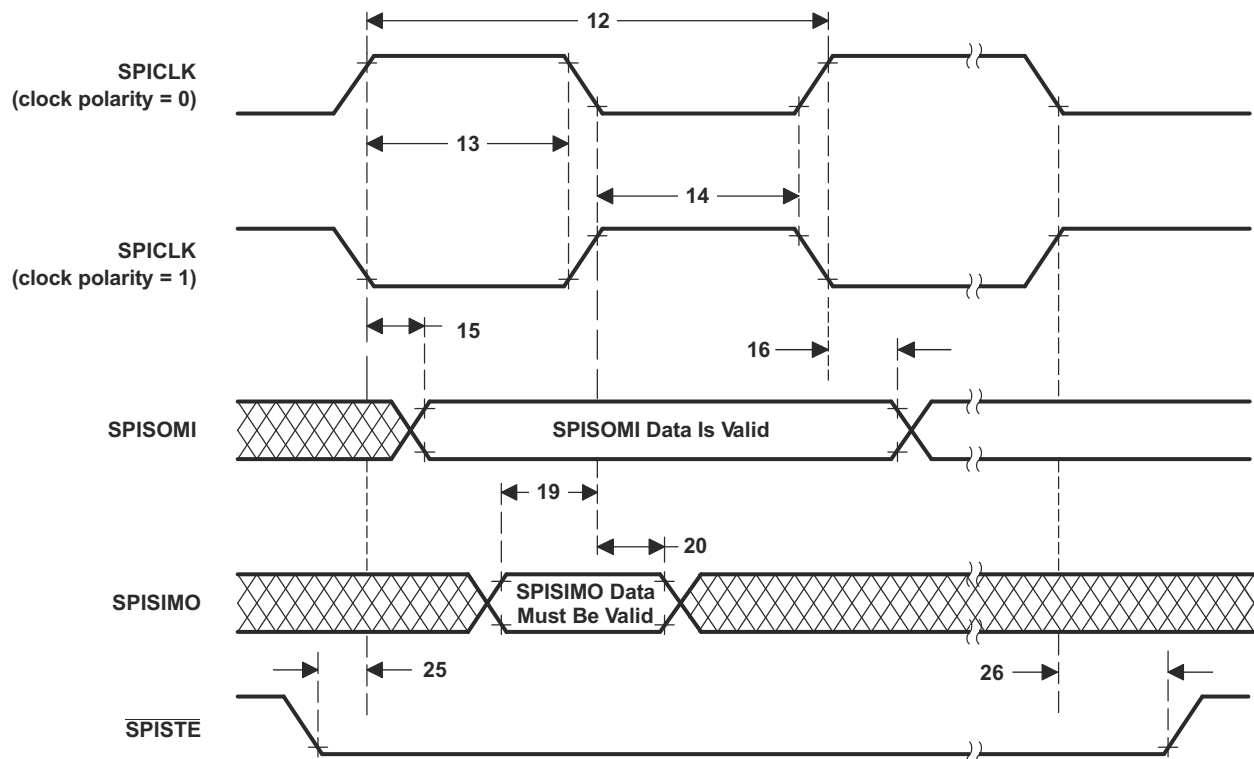 12
SPICLK
(clock polarity = 0)
13
14
SPICLK
(clock polarity = 1)
15
16
SPISOMI
SPISOMI Data Is Valid
19
20
SPISIMO
SPISIMO Data
Must Be Valid
25
26
SPISTE